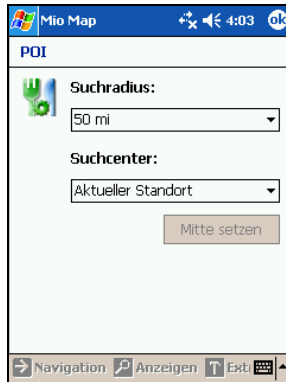 Mio Map 4:03 ok
POI
Suchradius:
50 mi
Suchcenter:
Aktueller Standort
Mitte setzen
Navigation Anzeigen Ext